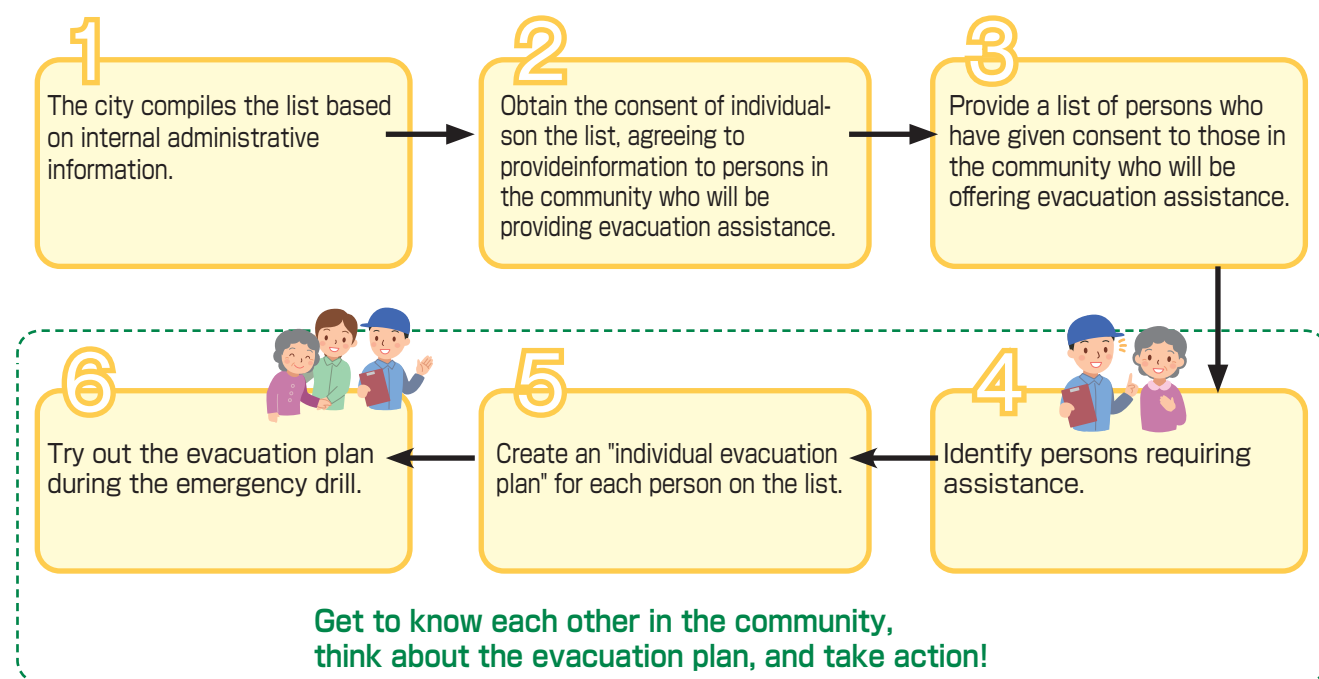 1
The city compiles the list based
on internal administrative
information.
2
Obtain the consent of individual-
son the list, agreeing to
provideinformation to persons in
the community who will be
providing evacuation assistance.
3
Provide a list of persons who
have given consent to those in
the community who will be
offering evacuation assistance.
4
Identify persons requiring
assistance.
5
Create an "individual evacuation
plan" for each person on the list.
6
Try out the evacuation plan
during the emergency drill.
Get to know each other in the community,
think about the evacuation plan, and take action!